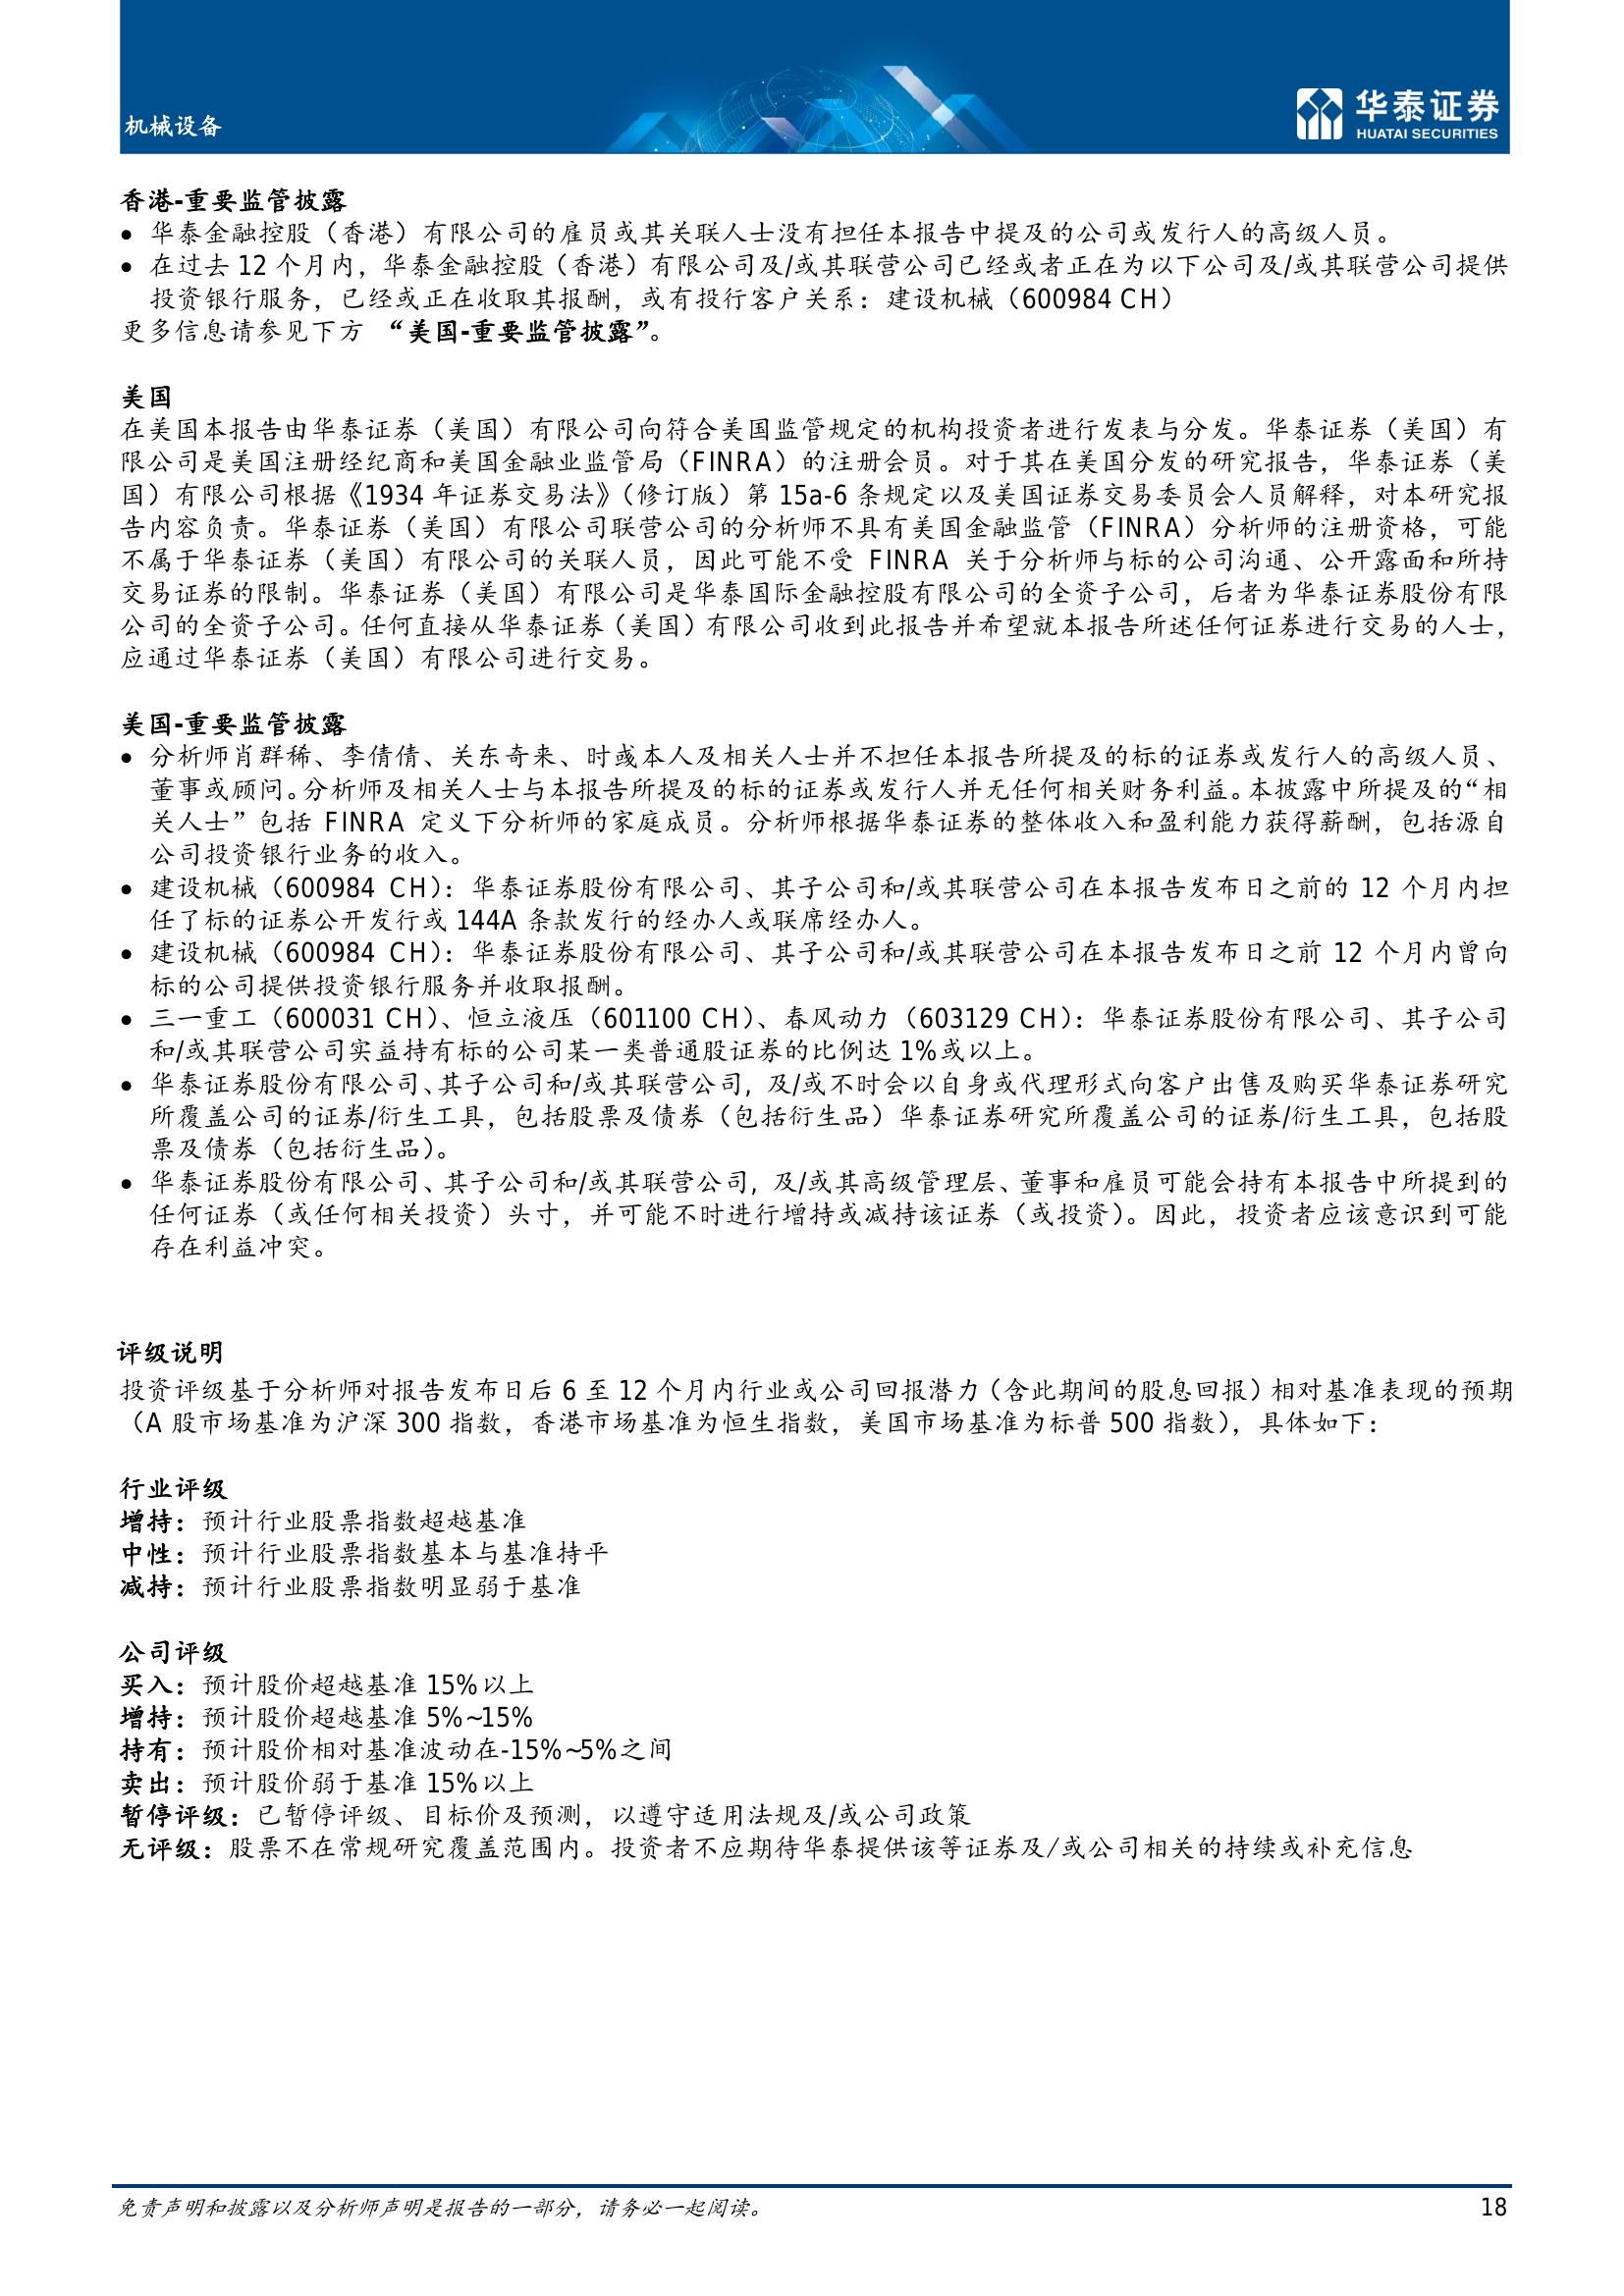 机械设备
华泰证券
HUATAI SECURITIES
香港-重要监管披露
● 华泰金融控股（香港）有限公司的雇员或其关联人士没有担任本报告中提及的公司或发行人的高级人员。
● 在过去 12 个月内，华泰金融控股（香港）有限公司及/或其联营公司已经或者正在为以下公司及/或其联营公司提供
投资银行服务，已经或正在收取其报酬，或有投行客户关系：建设机械（600984 CH）
更多信息请参见下方 “美国-重要监管披露”。
美国
在美国本报告由华泰证券（美国）有限公司向符合美国监管规定的机构投资者进行发表与分发。华泰证券（美国）有
限公司是美国注册经纪商和美国金融业监管局（FINRA）的注册会员。对于其在美国分发的研究报告，华泰证券（美
国）有限公司根据《1934 年证券交易法》（修订版）第 15a-6 条规定以及美国证券交易委员会人员解释，对本研究报
告内容负责。华泰证券（美国）有限公司联营公司的分析师不具有美国金融监管（FINRA）分析师的注册资格，可能
不属于华泰证券（美国）有限公司的关联人员，因此可能不受 FINRA 关于分析师与标的公司沟通、公开露面和所持
交易证券的限制。华泰证券（美国）有限公司是华泰国际金融控股有限公司的全资子公司，后者为华泰证券股份有限
公司的全资子公司。任何直接从华泰证券（美国）有限公司收到此报告并希望就本报告所述任何证券进行交易的人士，
应通过华泰证券（美国）有限公司进行交易。
美国-重要监管披露
● 分析师肖群稀、李倩倩、关东奇来、时彧本人及相关人士并不担任本报告所提及的标的证券或发行人的高级人员、
董事或顾问。分析师及相关人士与本报告所提及的标的证券或发行人并无任何相关财务利益。本披露中所提及的“相
关人士”包括 FINRA 定义下分析师的家庭成员。分析师根据华泰证券的整体收入和盈利能力获得薪酬，包括源自
公司投资银行业务的收入。
● 建设机械（600984 CH）：华泰证券股份有限公司、其子公司和/或其联营公司在本报告发布日之前的 12 个月内担
任了标的证券公开发行或 144A 条款发行的经办人或联席经办人。
● 建设机械（600984 CH）：华泰证券股份有限公司、其子公司和/或其联营公司在本报告发布日之前 12 个月内曾向
标的公司提供投资银行服务并收取报酬。
● 三一重工（600031 CH）、恒立液压（601100 CH）、春风动力（603129 CH）：华泰证券股份有限公司、其子公司
和/或其联营公司实益持有标的公司某一类普通股证券的比例达 1%或以上。
● 华泰证券股份有限公司、其子公司和/或其联营公司, 及/或不时会以自身或代理形式向客户出售及购买华泰证券研究
所覆盖公司的证券/衍生工具，包括股票及债券（包括衍生品）华泰证券研究所覆盖公司的证券/衍生工具，包括股
票及债券（包括衍生品）。
● 华泰证券股份有限公司、其子公司和/或其联营公司, 及/或其高级管理层、董事和雇员可能会持有本报告中所提到的
任何证券（或任何相关投资）头寸，并可能不时进行增持或减持该证券（或投资）。因此，投资者应该意识到可能
存在利益冲突。
评级说明
投资评级基于分析师对报告发布日后 6 至 12 个月内行业或公司回报潜力（含此期间的股息回报）相对基准表现的预期
（A 股市场基准为沪深 300 指数，香港市场基准为恒生指数，美国市场基准为标普 500 指数），具体如下：
行业评级
增持：预计行业股票指数超越基准
中性：预计行业股票指数基本与基准持平
减持：预计行业股票指数明显弱于基准
公司评级
买入：预计股价超越基准 15%以上
增持：预计股价超越基准 5%~15%
持有：预计股价相对基准波动在-15%~5%之间
卖出：预计股价弱于基准 15%以上
暂停评级：已暂停评级、目标价及预测，以遵守适用法规及/或公司政策
无评级：股票不在常规研究覆盖范围内。投资者不应期待华泰提供该等证券及/或公司相关的持续或补充信息
免责声明和披露以及分析师声明是报告的一部分，请务必一起阅读。
18